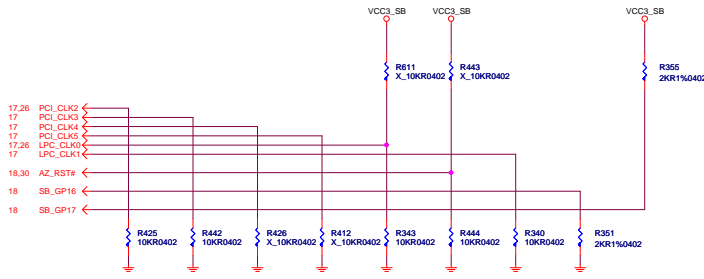 VCC3_SB VCC3_SB VCC3_SB
R611 R443 R355
X_10KR0402 X_10KR0402 2KR1%0402
17,26 PCI_CLK2
17 PCI_CLK3
17 PCI_CLK4
17 PCI_CLK5
17,26 LPC_CLK0
17 LPC_CLK1
18,30 AZ_RST#
18 SB_GP16
18 SB_GP17
R425 R442 R426 R412 R343 R444 R340 R351
10KR0402 10KR0402 X_10KR0402 X_10KR0402 10KR0402 10KR0402 10KR0402 2KR1%0402